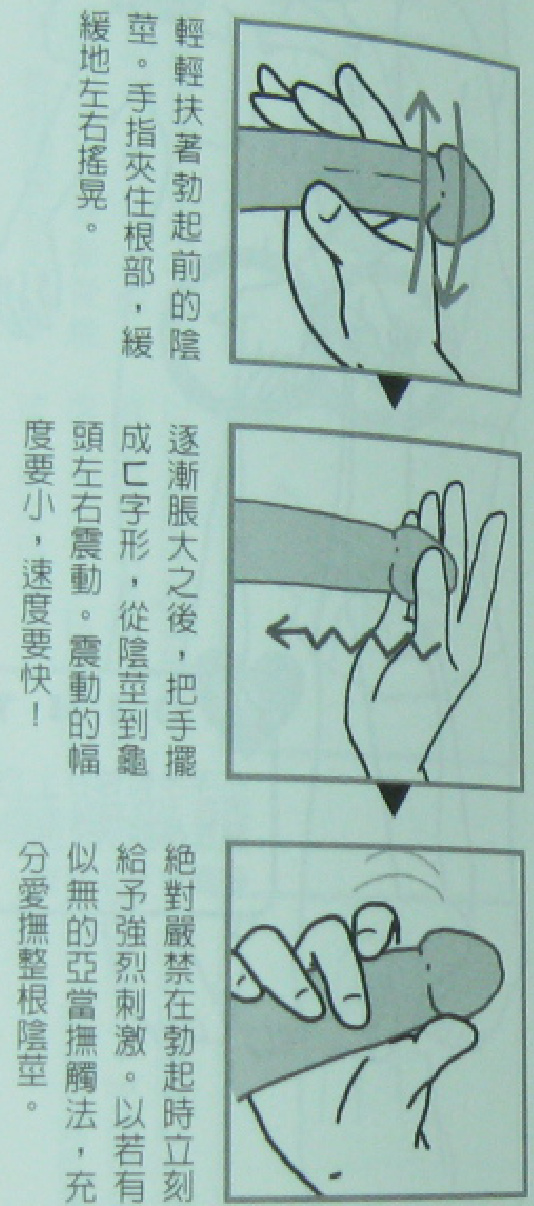 輕輕扶著勃起前的陰
莖。手指夾住根部,緩
緩地左右搖晃。
逐漸脹大之後,把手擺
成ㄈ字形,從陰莖到龜
頭左右震動。震動的幅
度要小,速度要快!
絕對嚴禁在勃起時立刻
給予強烈刺激。以若有
似無的亞當撫觸法,充
分愛撫整根陰莖。